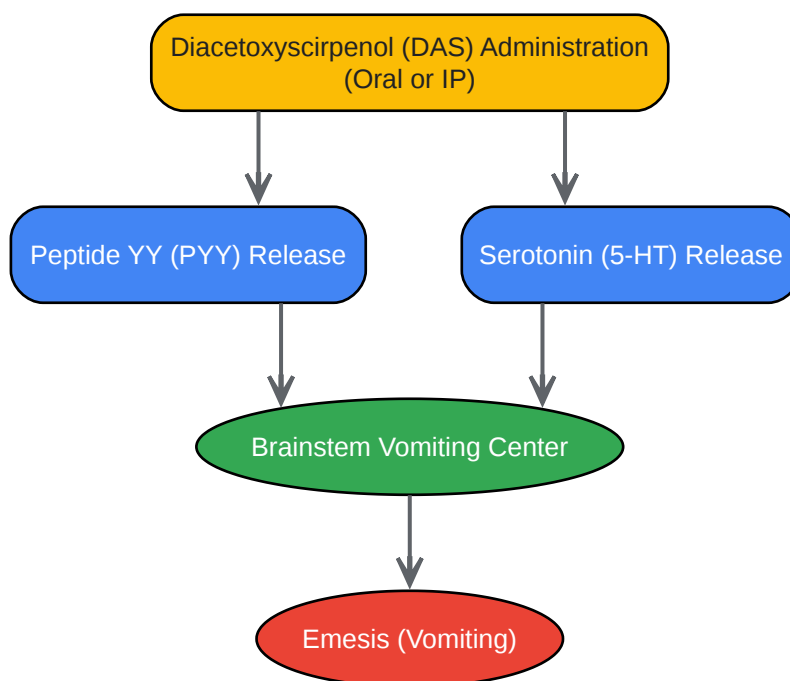 Diacetoxyscirpenol (DAS) Administration
(Oral or IP)
Peptide YY (PYY) Release
Serotonin (5-HT) Release
Brainstem Vomiting Center
Emesis (Vomiting)